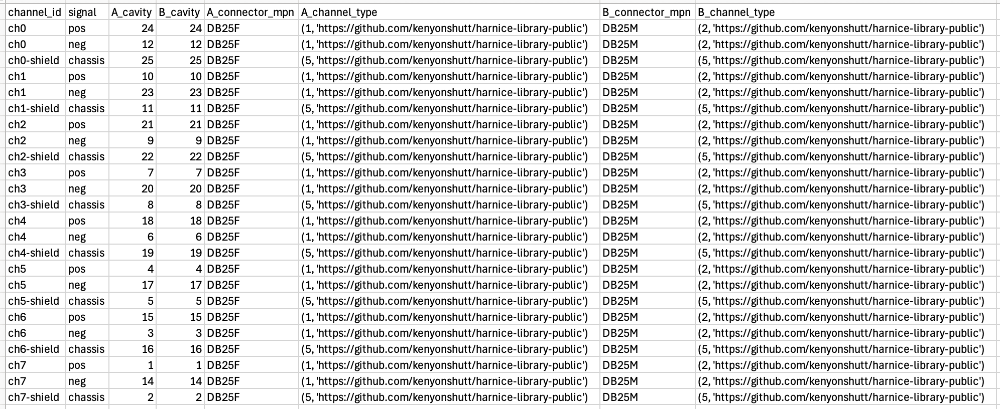 channel_id signal A_cavity B_cavity A_connector_mpn A_channel_type B_connector_mpn B_channel_type
ch0 pos 24 24 DB25F (1, 'https://github.com/kenyonshutt/harnice-library-public') DB25M (2, 'https://github.com/kenyonshutt/harnice-library-public')
ch0 neg 12 12 DB25F (1, 'https://github.com/kenyonshutt/harnice-library-public') DB25M (2, 'https://github.com/kenyonshutt/harnice-library-public')
ch0-shield chassis 25 25 DB25F (5, 'https://github.com/kenyonshutt/harnice-library-public') DB25M (5, 'https://github.com/kenyonshutt/harnice-library-public')
ch1 pos 10 10 DB25F (1, 'https://github.com/kenyonshutt/harnice-library-public') DB25M (2, 'https://github.com/kenyonshutt/harnice-library-public')
ch1 neg 23 23 DB25F (1, 'https://github.com/kenyonshutt/harnice-library-public') DB25M (2, 'https://github.com/kenyonshutt/harnice-library-public')
ch1-shield chassis 11 11 DB25F (5, 'https://github.com/kenyonshutt/harnice-library-public') DB25M (5, 'https://github.com/kenyonshutt/harnice-library-public')
ch2 pos 21 21 DB25F (1, 'https://github.com/kenyonshutt/harnice-library-public') DB25M (2, 'https://github.com/kenyonshutt/harnice-library-public')
ch2 neg 9 9 DB25F (1, 'https://github.com/kenyonshutt/harnice-library-public') DB25M (2, 'https://github.com/kenyonshutt/harnice-library-public')
ch2-shield chassis 22 22 DB25F (5, 'https://github.com/kenyonshutt/harnice-library-public') DB25M (5, 'https://github.com/kenyonshutt/harnice-library-public')
ch3 pos 7 7 DB25F (1, 'https://github.com/kenyonshutt/harnice-library-public') DB25M (2, 'https://github.com/kenyonshutt/harnice-library-public')
ch3 neg 20 20 DB25F (1, 'https://github.com/kenyonshutt/harnice-library-public') DB25M (2, 'https://github.com/kenyonshutt/harnice-library-public')
ch3-shield chassis 8 8 DB25F (5, 'https://github.com/kenyonshutt/harnice-library-public') DB25M (5, 'https://github.com/kenyonshutt/harnice-library-public')
ch4 pos 18 18 DB25F (1, 'https://github.com/kenyonshutt/harnice-library-public') DB25M (2, 'https://github.com/kenyonshutt/harnice-library-public')
ch4 neg 6 6 DB25F (1, 'https://github.com/kenyonshutt/harnice-library-public') DB25M (2, 'https://github.com/kenyonshutt/harnice-library-public')
ch4-shield chassis 19 19 DB25F (5, 'https://github.com/kenyonshutt/harnice-library-public') DB25M (5, 'https://github.com/kenyonshutt/harnice-library-public')
ch5 pos 4 4 DB25F (1, 'https://github.com/kenyonshutt/harnice-library-public') DB25M (2, 'https://github.com/kenyonshutt/harnice-library-public')
ch5 neg 17 17 DB25F (1, 'https://github.com/kenyonshutt/harnice-library-public') DB25M (2, 'https://github.com/kenyonshutt/harnice-library-public')
ch5-shield chassis 5 5 DB25F (5, 'https://github.com/kenyonshutt/harnice-library-public') DB25M (5, 'https://github.com/kenyonshutt/harnice-library-public')
ch6 pos 15 15 DB25F (1, 'https://github.com/kenyonshutt/harnice-library-public') DB25M (2, 'https://github.com/kenyonshutt/harnice-library-public')
ch6 neg 3 3 DB25F (1, 'https://github.com/kenyonshutt/harnice-library-public') DB25M (2, 'https://github.com/kenyonshutt/harnice-library-public')
ch6-shield chassis 16 16 DB25F (5, 'https://github.com/kenyonshutt/harnice-library-public') DB25M (5, 'https://github.com/kenyonshutt/harnice-library-public')
ch7 pos 1 1 DB25F (1, 'https://github.com/kenyonshutt/harnice-library-public') DB25M (2, 'https://github.com/kenyonshutt/harnice-library-public')
ch7 neg 14 14 DB25F (1, 'https://github.com/kenyonshutt/harnice-library-public') DB25M (2, 'https://github.com/kenyonshutt/harnice-library-public')
ch7-shield chassis 2 2 DB25F (5, 'https://github.com/kenyonshutt/harnice-library-public') DB25M (5, 'https://github.com/kenyonshutt/harnice-library-public')